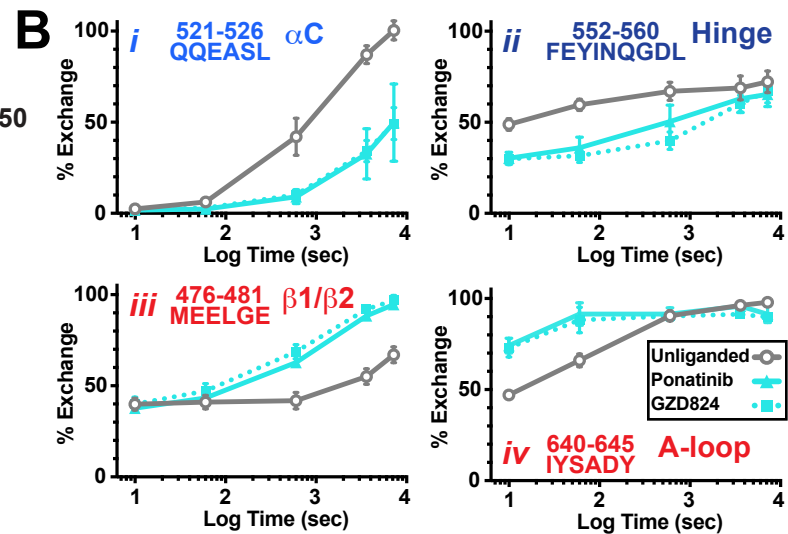 B
50
i
521-526
QQEASL
αC
% Exchange
100
50
0
1
2
3
4
Log Time (sec)
ii
552-560
FEYINQGDL
Hinge
% Exchange
100
50
0
1
2
3
4
Log Time (sec)
iii
476-481
MEELGE
β1/β2
% Exchange
100
50
0
1
2
3
4
Log Time (sec)
iv
640-645
IYSADY
A-loop
% Exchange
100
50
0
1
2
3
4
Log Time (sec)
Unliganded
Ponatinib
GZD824